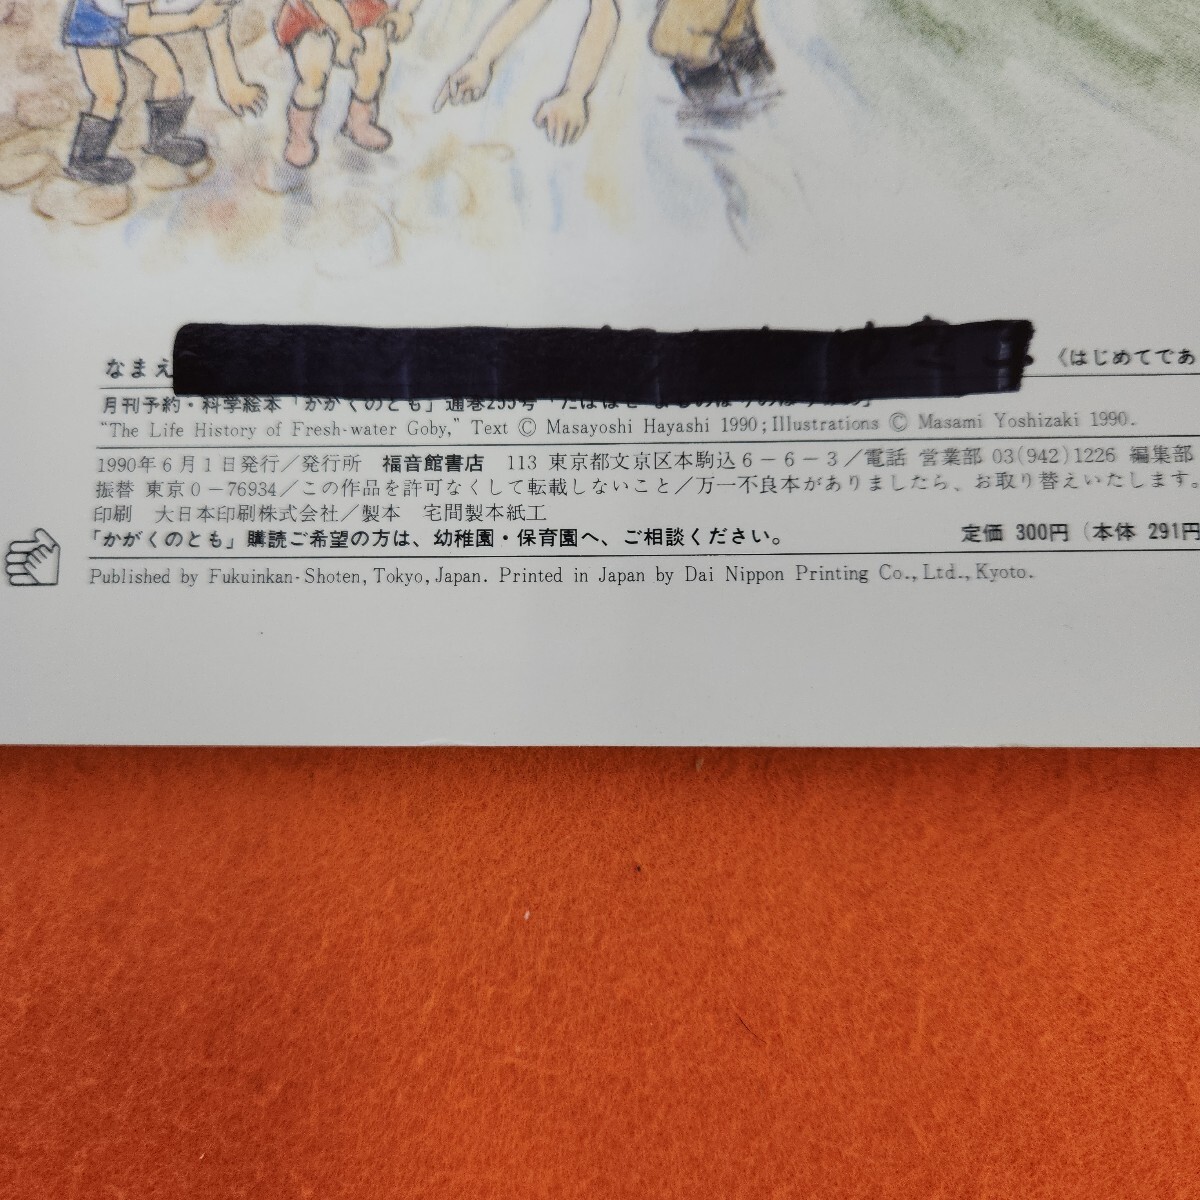 なまえ 《はじめてであ
月刊予約・科学絵本「かがくのとも」通巻255号
“The Life History of Fresh-water Goby,” Text © Masayoshi Hayashi 1990; Illustrations © Masami Yoshizaki 1990.
1990年6月1日発行／発行所 福音館書店 113 東京都文京区本駒込6-6-3／電話 営業部 03(942)1226 編集部
振替 東京0-76934／この作品を許可なくして転載しないこと／万一不良本がありましたら、お取り替えいたします。
印刷 大日本印刷株式会社／製本 宅間製本紙工
「かがくのとも」購読ご希望の方は、幼稚園・保育園へ、ご相談ください。 定価 300円 (本体 291円
Published by Fukuinkan-Shoten, Tokyo, Japan. Printed in Japan by Dai Nippon Printing Co., Ltd., Kyoto.